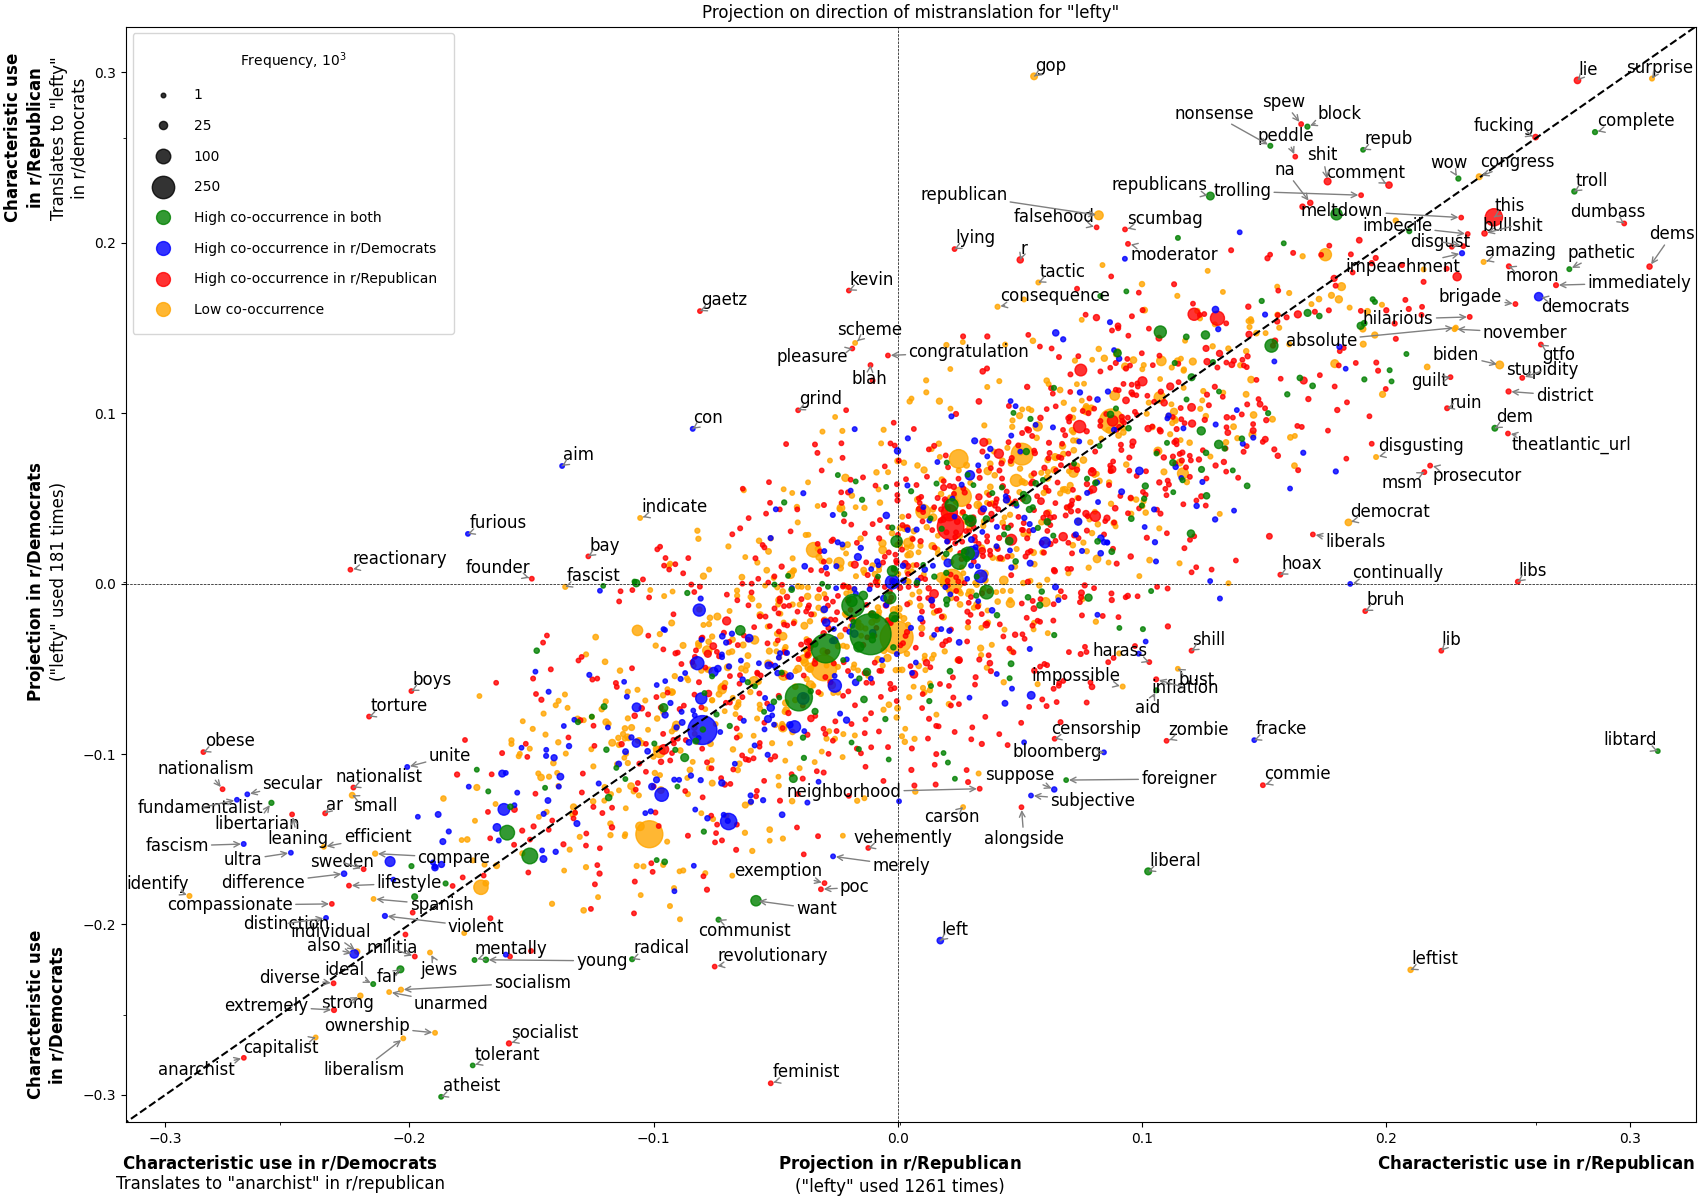 Projection on direction of mistranslation for "lefty"
Characteristic use
in r/Republican
Translates to "lefty"
in r/democrats
Projection in r/Democrats
("lefty" used 181 times)
Characteristic use
in r/Democrats
0.3
0.2
0.1
0.0
−0.1
−0.2
−0.3
Frequency, 10³
1
25
100
250
High co-occurrence in both
High co-occurrence in r/Democrats
High co-occurrence in r/Republican
Low co-occurrence
gop
lie
surprise
spew
nonsense
block
peddle
repub
fucking
complete
shit
na
comment
wow
congress
republican
republicans
trolling
troll
falsehood
scumbag
meltdown
this
dumbass
imbecile
bullshit
lying
r
moderator
disgust
amazing
pathetic
dems
impeachment
moron
immediately
kevin
tactic
consequence
brigade
democrats
gaetz
hilarious
november
scheme
absolute
pleasure
congratulation
biden
gtfo
blah
stupidity
guilt
district
grind
ruin
con
dem
theatlantic_url
aim
disgusting
msm
prosecutor
indicate
democrat
furious
liberals
reactionary
bay
founder
fascist
hoax
continually
libs
bruh
harass
shill
lib
boys
impossible
bust
inflation
torture
aid
obese
censorship
zombie
fracke
libtard
nationalism
unite
bloomberg
secular
nationalist
suppose
foreigner
commie
fundamentalist
ar
small
neighborhood
subjective
libertarian
carson
leaning
efficient
vehemently
alongside
fascism
ultra
sweden
compare
merely
liberal
identify
difference
lifestyle
exemption
poc
compassionate
spanish
want
distinction
individual
violent
communist
left
also
militia
mentally
radical
revolutionary
leftist
diverse
ideal
far
jews
young
extremely
strong
socialism
unarmed
ownership
capitalist
socialist
anarchist
liberalism
tolerant
feminist
atheist
−0.3
−0.2
−0.1
0.0
0.1
0.2
0.3
Characteristic use in r/Democrats
Translates to "anarchist" in r/republican
Projection in r/Republican
("lefty" used 1261 times)
Characteristic use in r/Republican